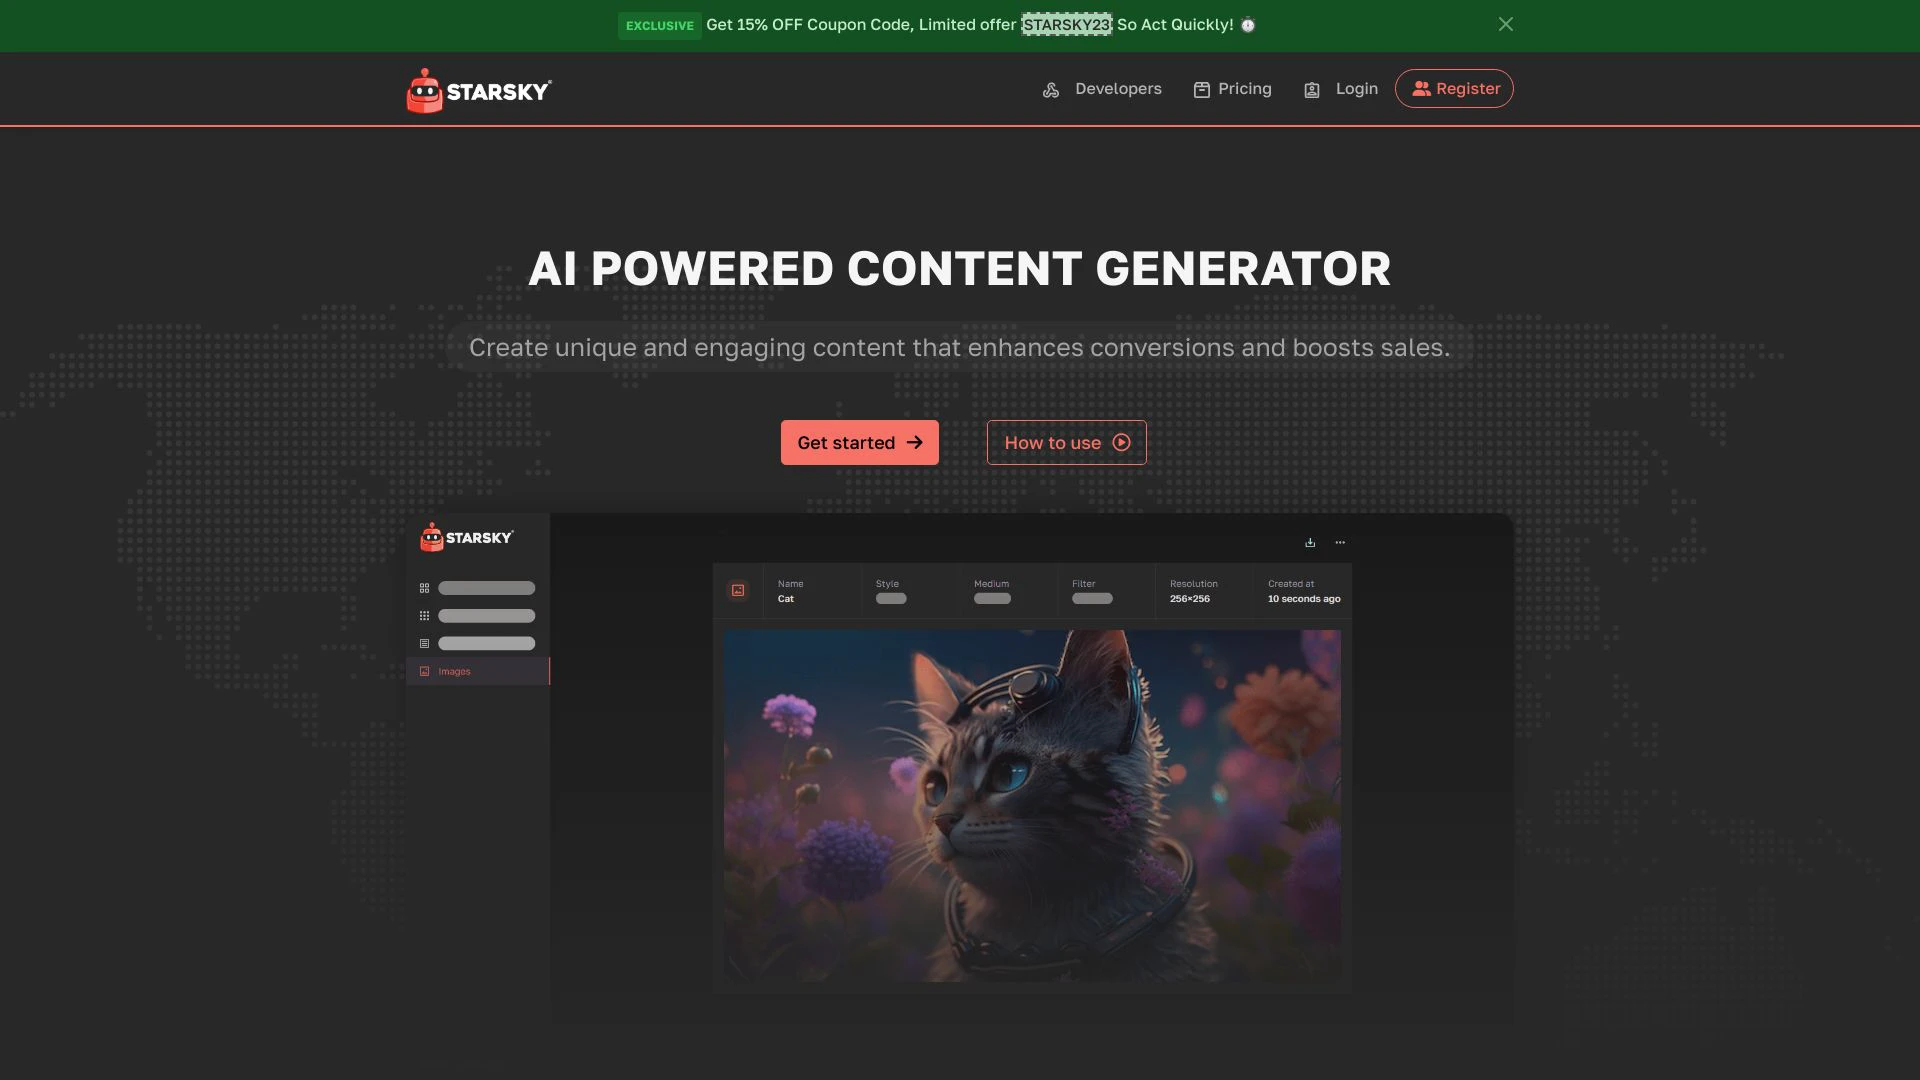 EXCLUSIVE Get 15% OFF Coupon Code, Limited offer STARSKY23 So Act Quickly! ⏱
STARSKY
Developers
Pricing
Login
Register
AI POWERED CONTENT GENERATOR
Create unique and engaging content that enhances conversions and boosts sales.
Get started
How to use
STARSKY
Images
Name
Cat
Style
Medium
Filter
Resolution
256×256
Created at
10 seconds ago